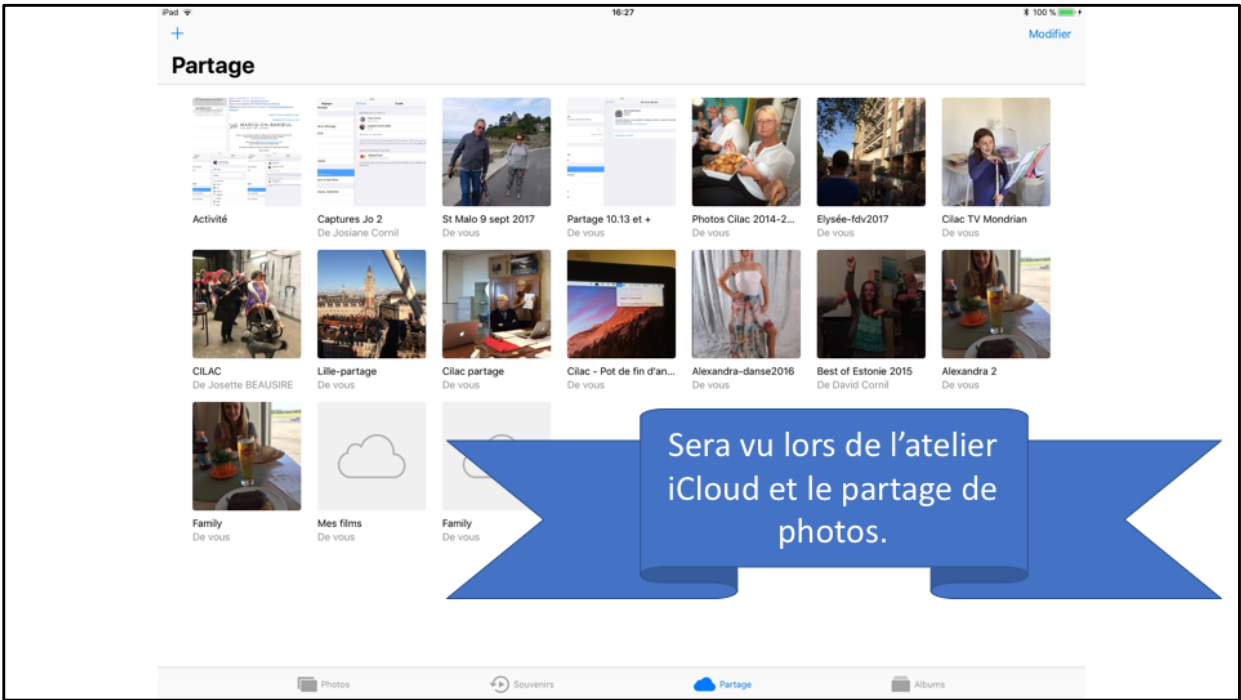 iPad 16:27 100 %
+ Modifier
Partage
MARCQ-EN-BARŒUL
Activité
Captures Jo 2
De Josiane Cornil
St Malo 9 sept 2017
De vous
Partage 10.13 et +
De vous
Photos Cilac 2014-2...
De vous
Elysée-fdv2017
De vous
Cilac TV Mondrian
De vous
CILAC
De Josette BEAUSIRE
Lille-partage
De vous
Cilac partage
De vous
Cilac - Pot de fin d'an...
De vous
Alexandra-danse2016
De vous
Best of Estonie 2015
De David Cornil
Alexandra 2
De vous
Family
De vous
Mes films
De vous
Family
De vous
Sera vu lors de l’atelier
iCloud et le partage de
photos.
Photos Souvenirs Partage Albums